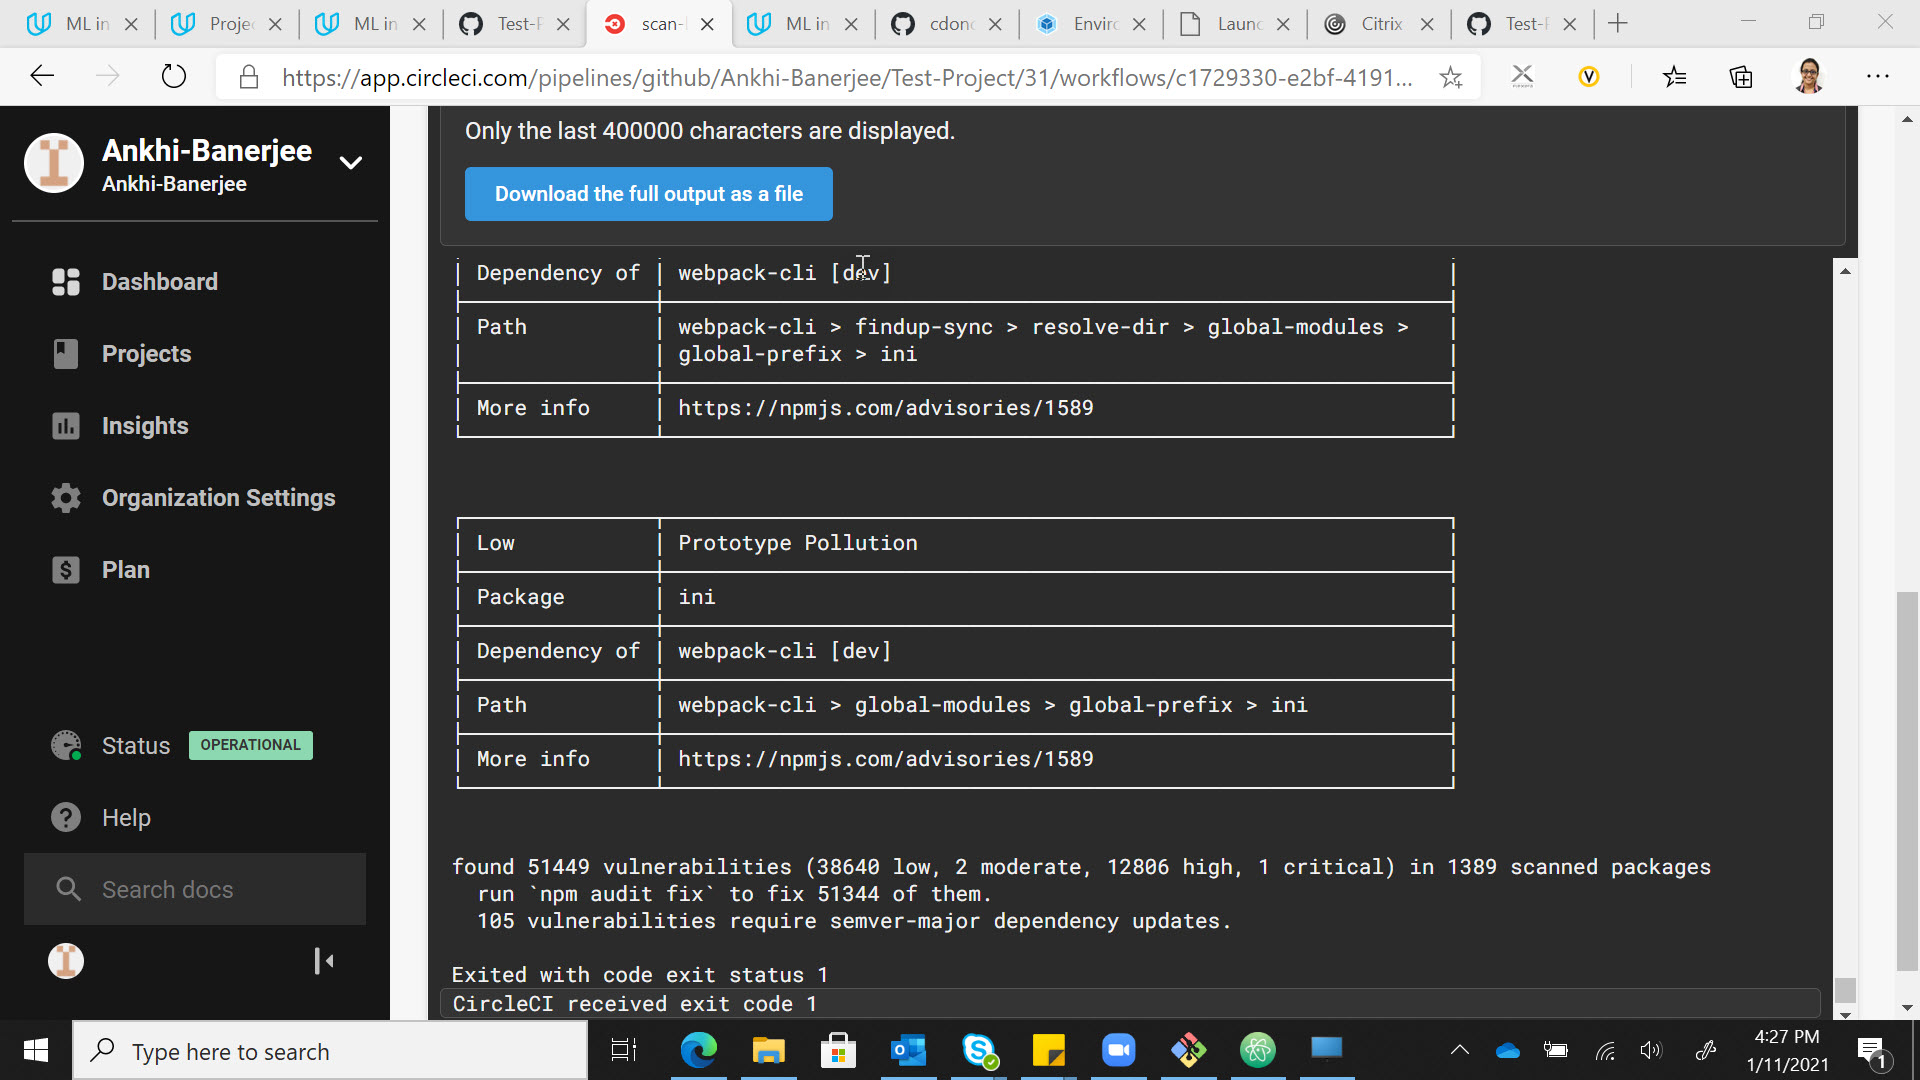 ML in
Projec
ML in
Test-P
scan-
ML in
cdond
Enviro
Launc
Citrix
Test-P
https://app.circleci.com/pipelines/github/Ankhi-Banerjee/Test-Project/31/workflows/c1729330-e2bf-4191...
Ankhi-Banerjee
Ankhi-Banerjee
Dashboard
Projects
Insights
Organization Settings
Plan
Status OPERATIONAL
Help
Search docs
Only the last 400000 characters are displayed.
Download the full output as a file
Dependency of webpack-cli [dev]
Path webpack-cli > findup-sync > resolve-dir > global-modules >
global-prefix > ini
More info https://npmjs.com/advisories/1589
Low Prototype Pollution
Package ini
Dependency of webpack-cli [dev]
Path webpack-cli > global-modules > global-prefix > ini
More info https://npmjs.com/advisories/1589
found 51449 vulnerabilities (38640 low, 2 moderate, 12806 high, 1 critical) in 1389 scanned packages
run `npm audit fix` to fix 51344 of them.
105 vulnerabilities require semver-major dependency updates.
Exited with code exit status 1
CircleCI received exit code 1
Type here to search
4:27 PM
1/11/2021
1